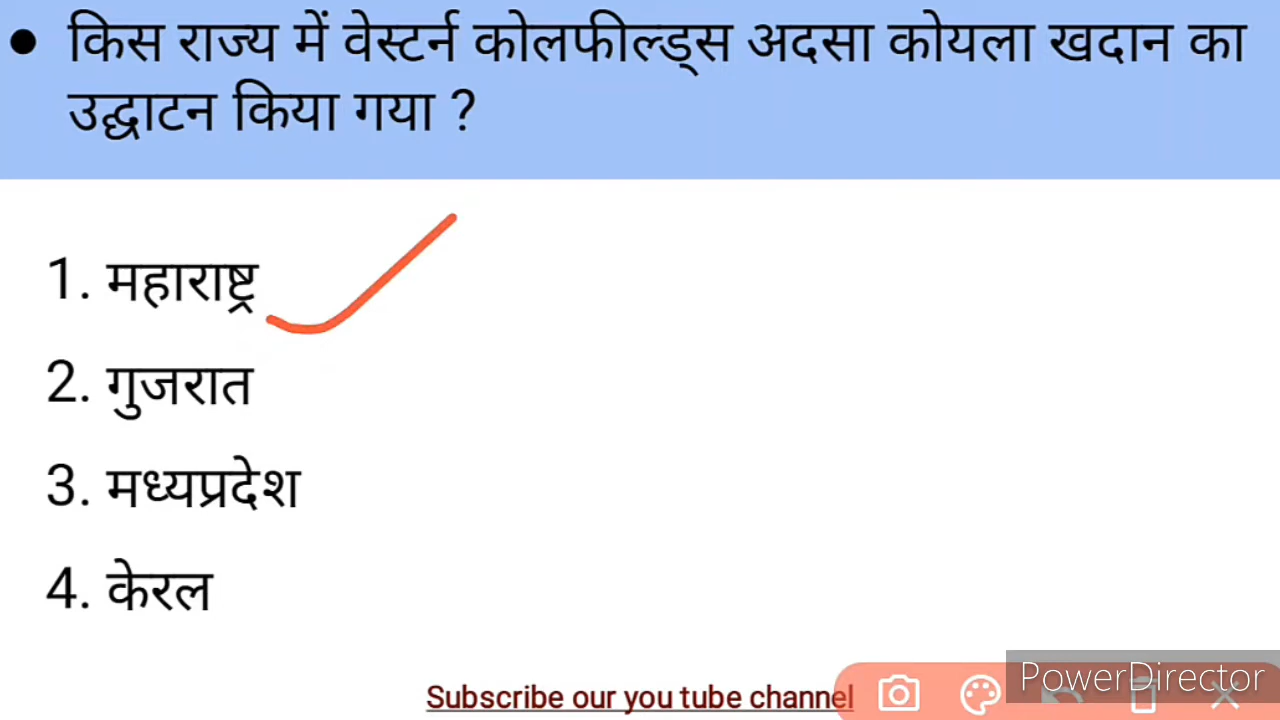 ● किस राज्य में वेस्टर्न कोलफील्ड्स अदसा कोयला खदान का
उद्घाटन किया गया ?
1. महाराष्ट्र
2. गुजरात
3. मध्यप्रदेश
4. केरल
Subscribe our you tube channel
PowerDirector